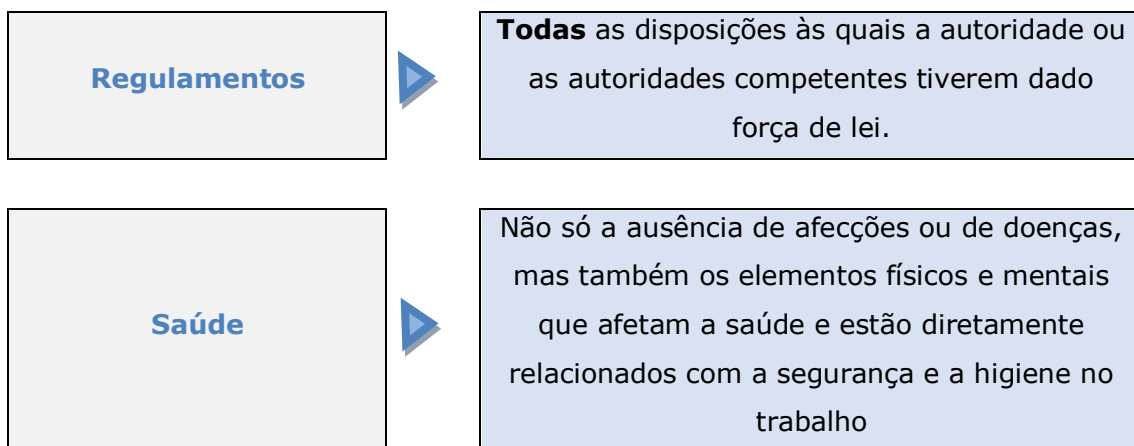 Regulamentos
Todas as disposições às quais a autoridade ou
as autoridades competentes tiverem dado
força de lei.
Saúde
Não só a ausência de afecções ou de doenças,
mas também os elementos físicos e mentais
que afetam a saúde e estão diretamente
relacionados com a segurança e a higiene no
trabalho